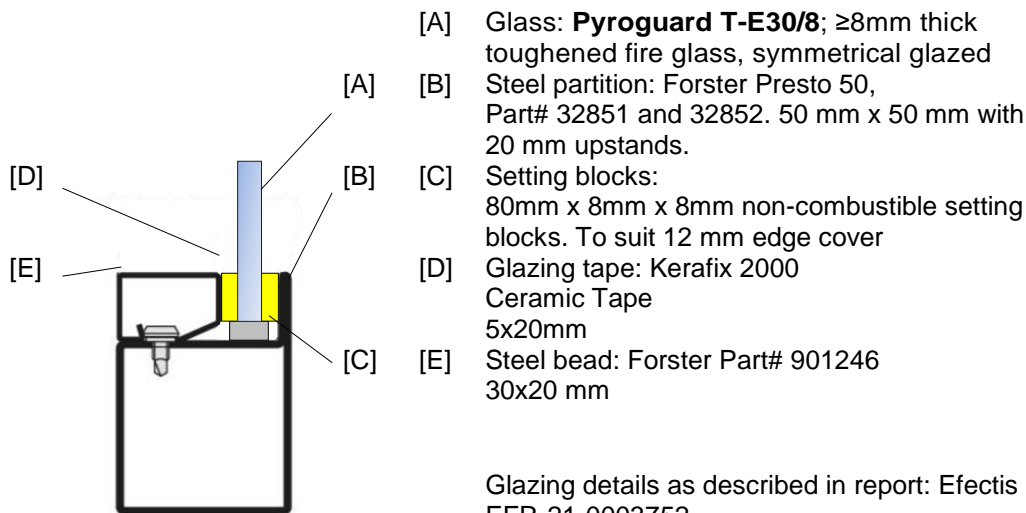 [A] Glass: Pyroguard T-E30/8; ≥8mm thick
toughened fire glass, symmetrical glazed
[A] [B] Steel partition: Forster Presto 50,
Part# 32851 and 32852. 50 mm x 50 mm with
20 mm upstands.
[D] [B] [C] Setting blocks:
80mm x 8mm x 8mm non-combustible setting
blocks. To suit 12 mm edge cover
[E] [D] Glazing tape: Kerafix 2000
Ceramic Tape
5x20mm
[C] [E] Steel bead: Forster Part# 901246
30x20 mm
Glazing details as described in report: Efectis